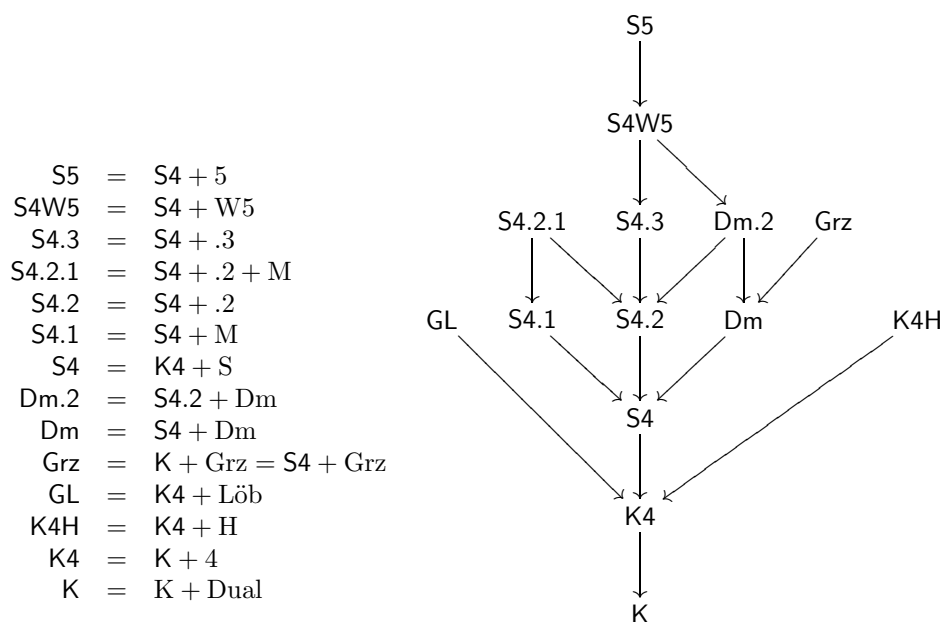 S5 = S4 + 5
S4W5 = S4 + W5
S4.3 = S4 + .3
S4.2.1 = S4 + .2 + M
S4.2 = S4 + .2
S4.1 = S4 + M
S4 = K4 + S
Dm.2 = S4.2 + Dm
Dm = S4 + Dm
Grz = K + Grz = S4 + Grz
GL = K4 + Löb
K4H = K4 + H
K4 = K + 4
K = K + Dual
S5
S4W5
S4.2.1 S4.3 Dm.2 Grz
GL S4.1 S4.2 Dm K4H
S4
K4
K